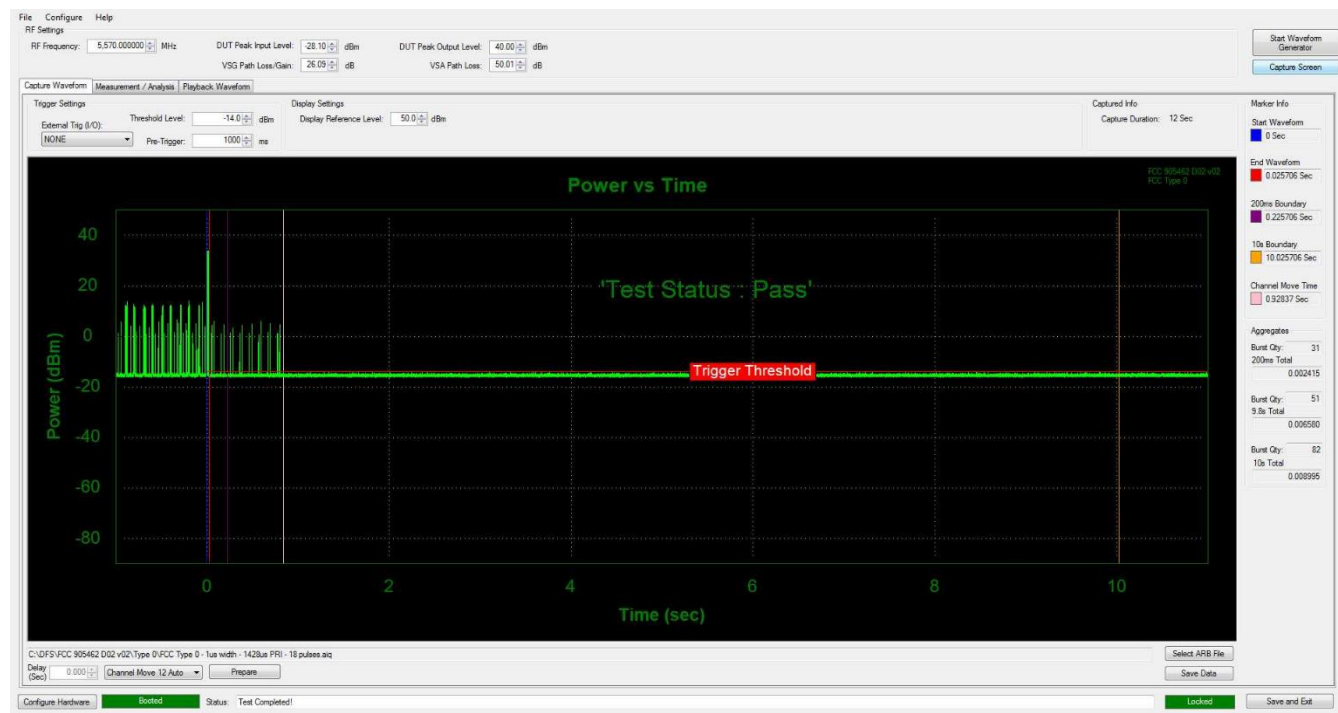 File Configure Help
RF Settings
RF Frequency: 5,570.000000 MHz DUT Peak Input Level: -28.10 dBm DUT Peak Output Level: 40.00 dBm
VSG Path Loss/Gain: 26.09 dB VSA Path Loss: 50.01 dB
Start Waveform Generator
Capture Screen
Capture Waveform Measurement / Analysis Playback Waveform
Trigger Settings
External Trig (I/O):
NONE
Threshold Level: -14.0 dBm
Pre-Trigger: 1000 ms
Display Settings
Display Reference Level: 50.0 dBm
Captured Info
Capture Duration: 12 Sec
Marker Info
Start Waveform
0 Sec
End Waveform
0.025706 Sec
200ms Boundary
0.225706 Sec
10s Boundary
10.025706 Sec
Channel Move Time
0.92837 Sec
Aggregates
Burst Qty: 31
200ms Total
0.002415
Burst Qty: 51
9.8s Total
0.006580
Burst Qty: 82
10s Total
0.008995
Power vs Time
FCC 905462 D02 v02
FCC Type 0
'Test Status : Pass'
Trigger Threshold
Power (dBm)
40
20
0
-20
-40
-60
-80
0 2 4 6 8 10
Time (sec)
C:\DFS\FCC 905462 D02 v02\Type 0\FCC Type 0 - 1us width - 1428us PRI - 18 pulses.aiq
Select ARB File
Delay (Sec) 0.000 Channel Move 12 Auto Prepare
Save Data
Configure Hardware Booted Status: Test Completed! Locked Save and Exit